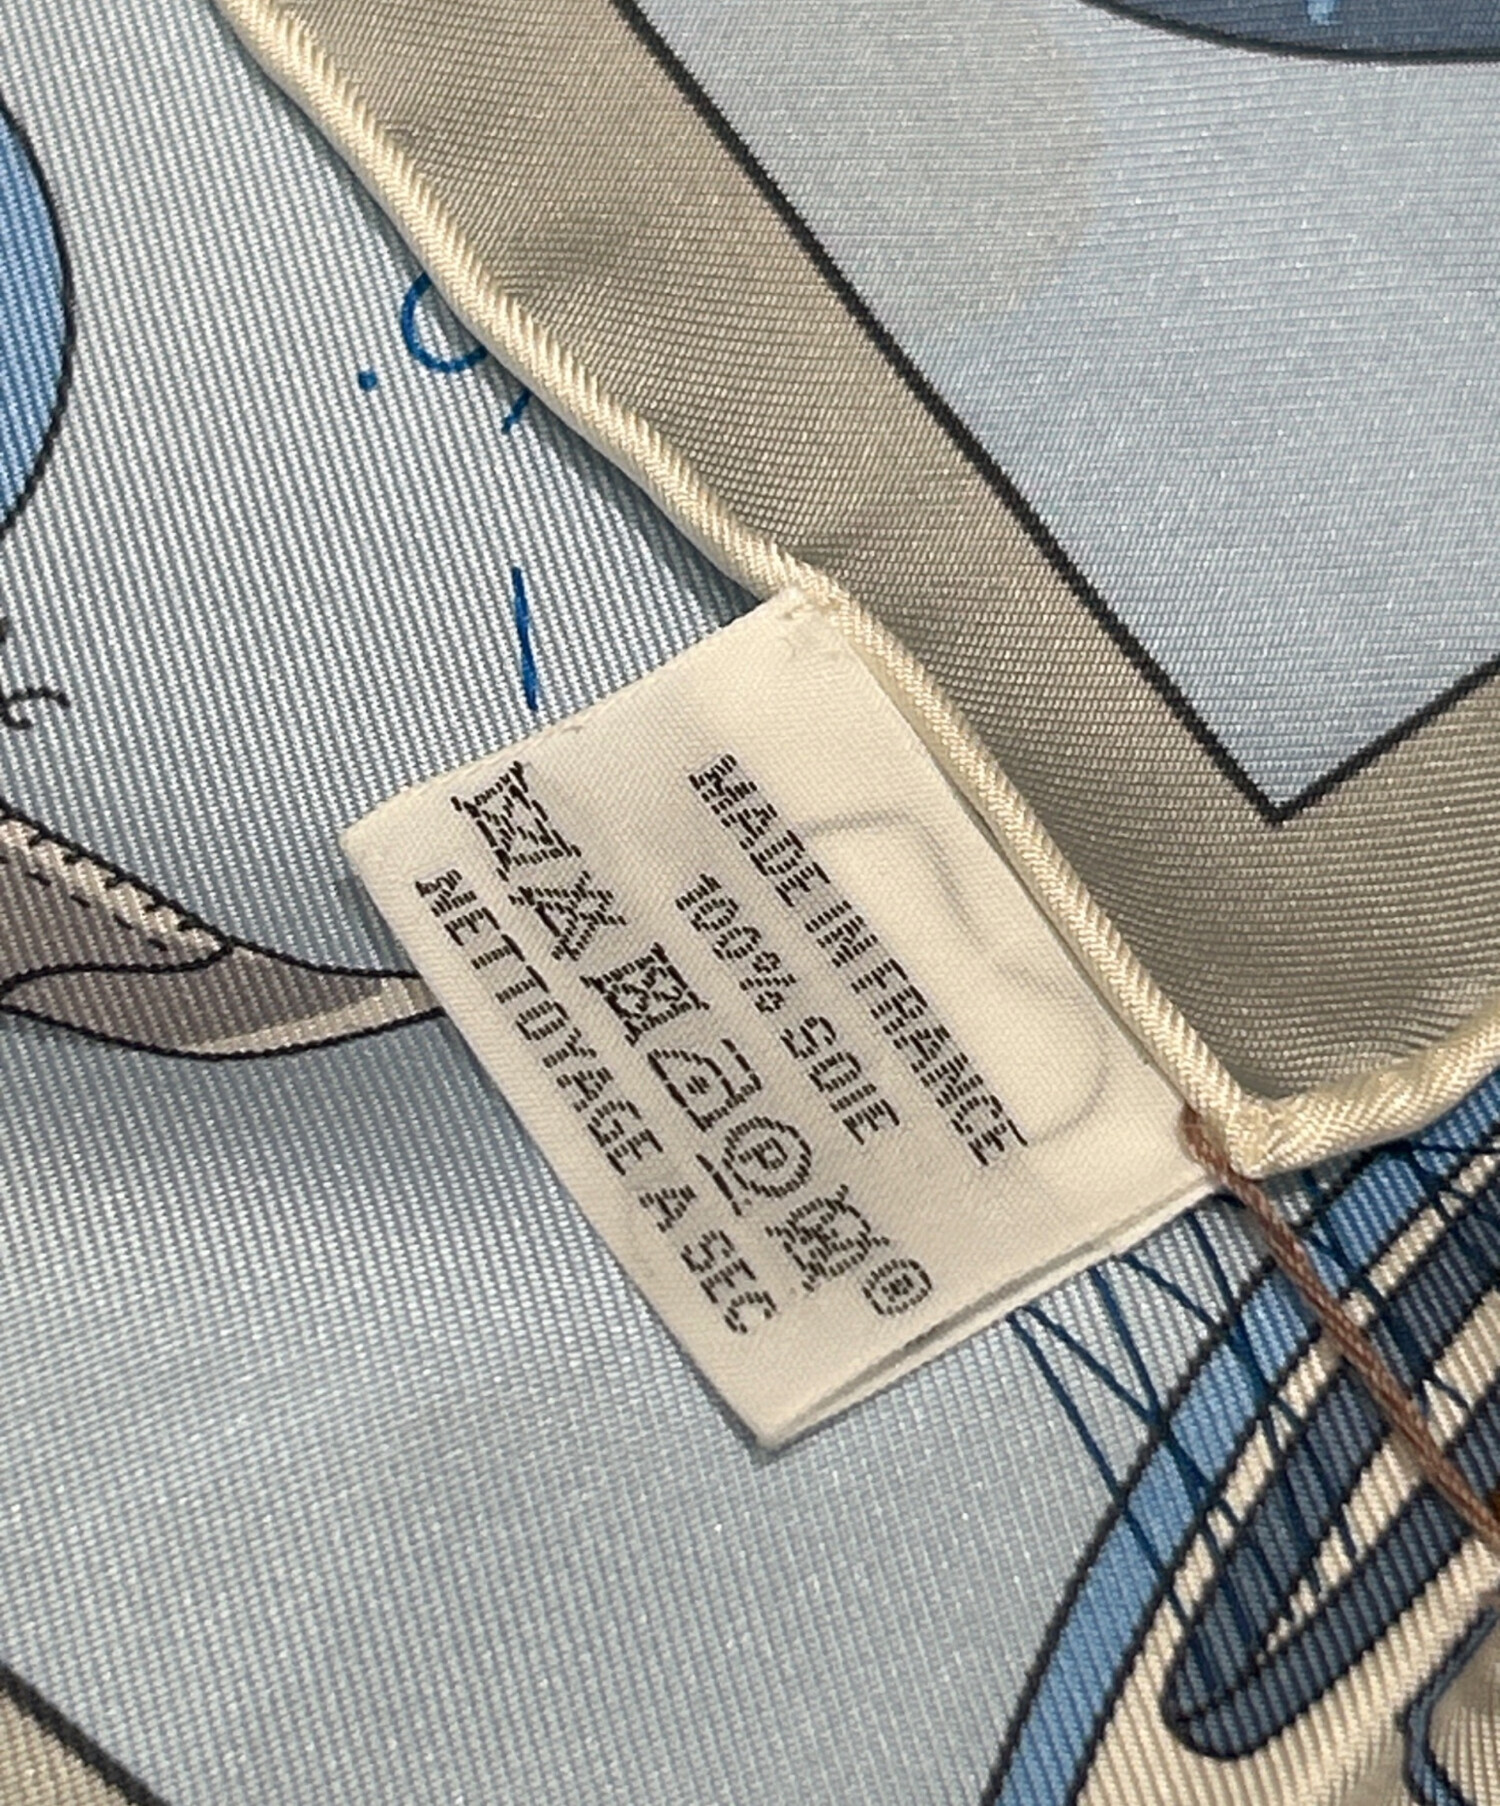 MADE IN FRANCE
100% SOIE
P
NETTOYAGE A SEC